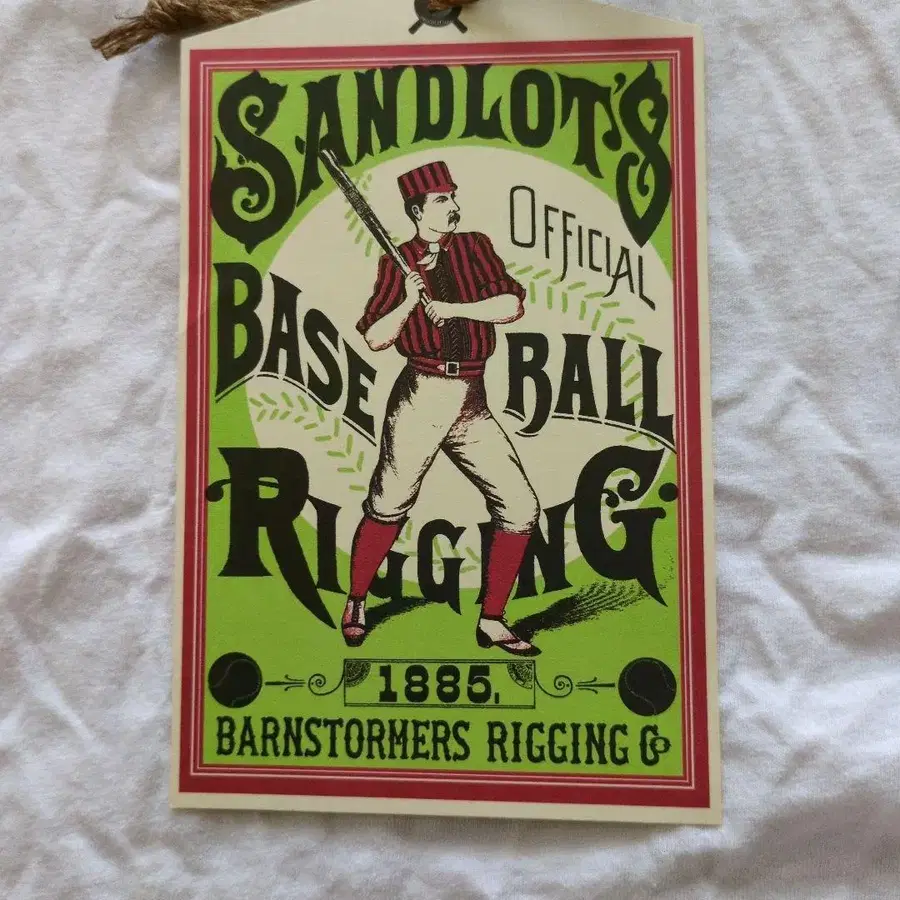 SANDLOT'S
OFFICIAL
BASE BALL
RIGGING
1885.
BARNSTORMERS RIGGING Co